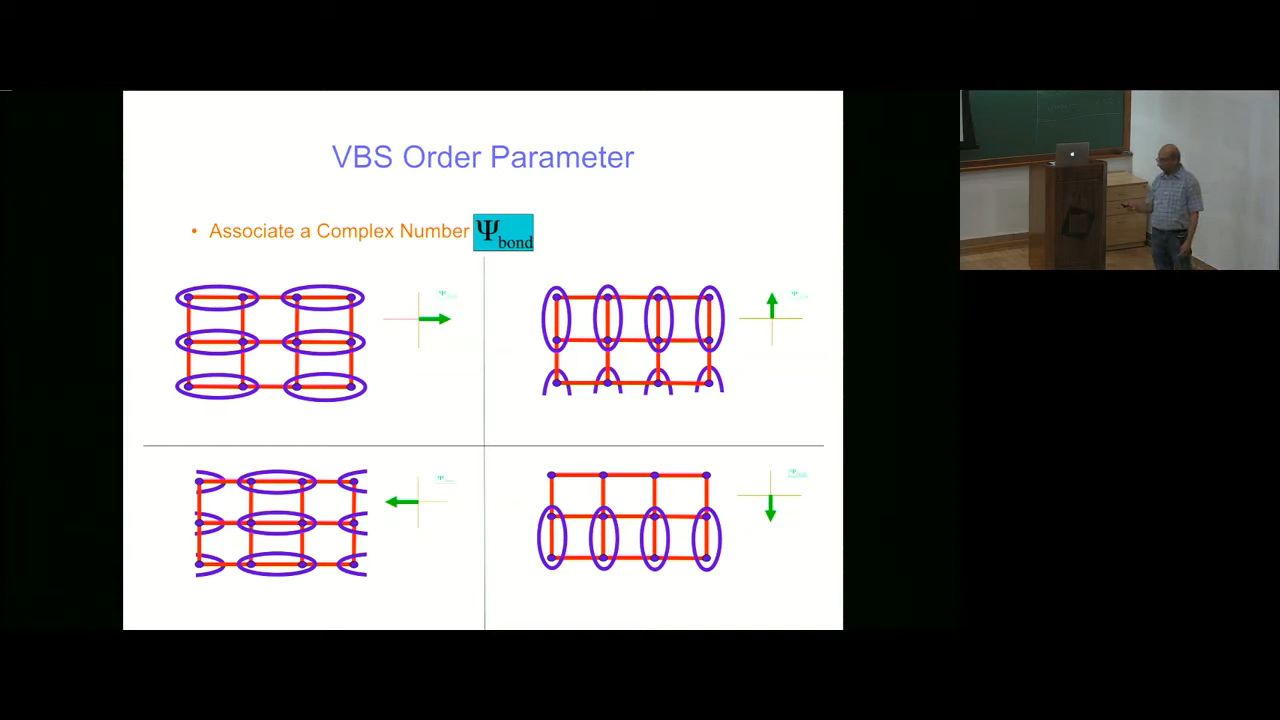 VBS Order Parameter
• Associate a Complex Number Ψbond
Ψ
Ψ
Ψ
Ψ